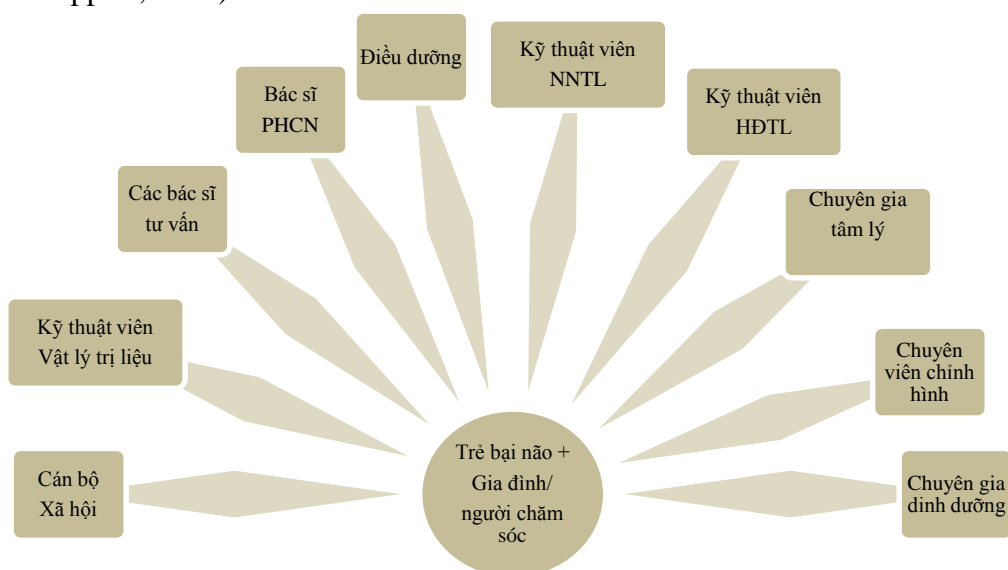 Điều dưỡng
Kỹ thuật viên
NNTL
Bác sĩ
PHCN
Kỹ thuật viên
HĐTL
Các bác sĩ
tư vấn
Chuyên gia
tâm lý
Kỹ thuật viên
Vật lý trị liệu
Chuyên
viên chỉnh
hình
Cán bộ
Xã hội
Trẻ bại não +
Gia đình/
người chăm
sóc
Chuyên gia
dinh dưỡng